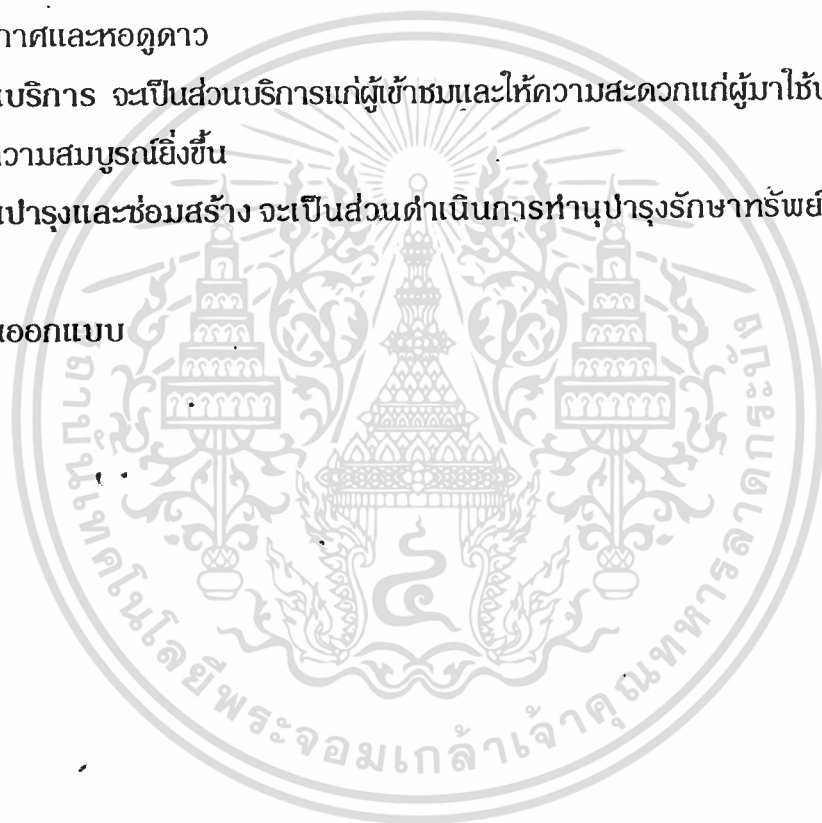 กาศและหอดูดาว
บริการ จะเป็นส่วนบริการแก่ผู้เข้าชมและให้ความสะดวกแก่ผู้มาใช้
วามสมบูรณ์ยิ่งขึ้น
บำรุงและซ่อมสร้าง จะเป็นส่วนดำเนินการทำนุบำรุงรักษาทรัพย์
ออกแบบ
สถาบันเทคโนโลยีพระจอมเกล้าเจ้าคุณทหารลาดกระบัง
๔